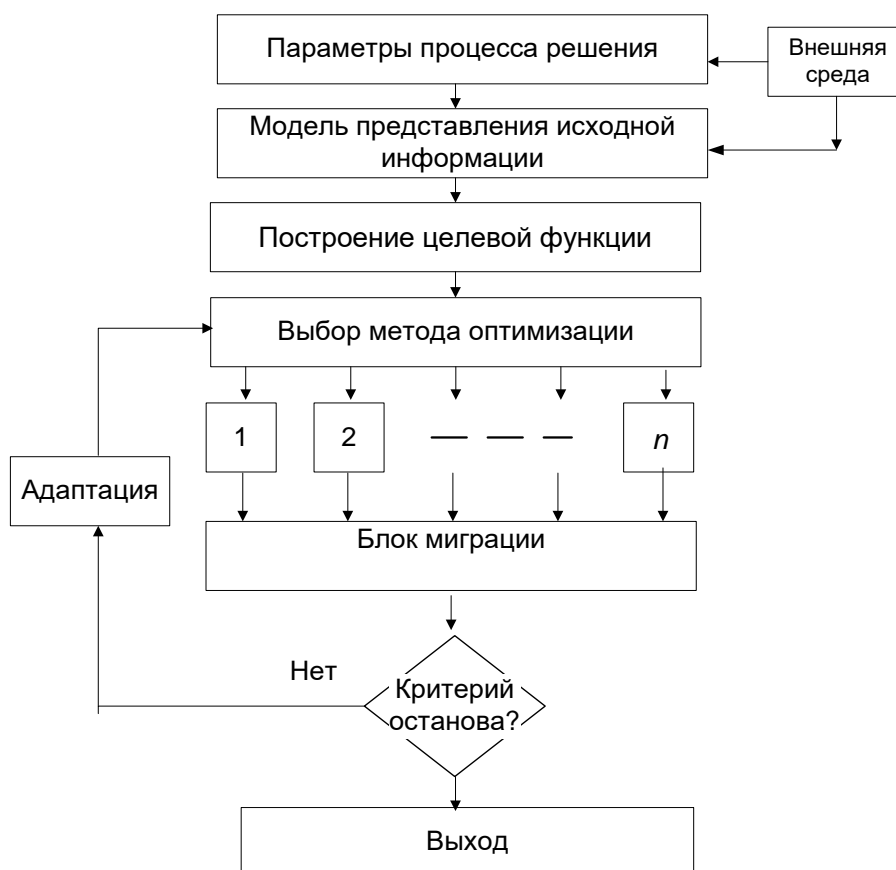 Параметры процесса решения
Внешняя
среда
Модель представления исходной
информации
Построение целевой функции
Выбор метода оптимизации
1
2
n
Адаптация
Блок миграции
Нет
Критерий
останова?
Выход